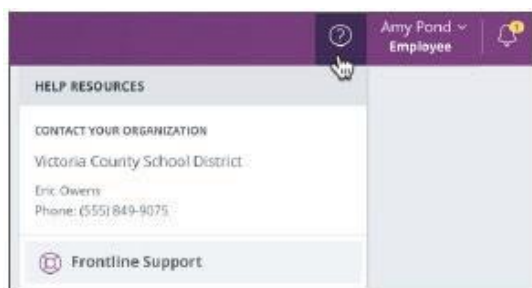 ?
Amy Pond
Employee
1
HELP RESOURCES
CONTACT YOUR ORGANIZATION
Victoria County School District
Eric Owens
Phone: (555) 849-9075
Frontline Support